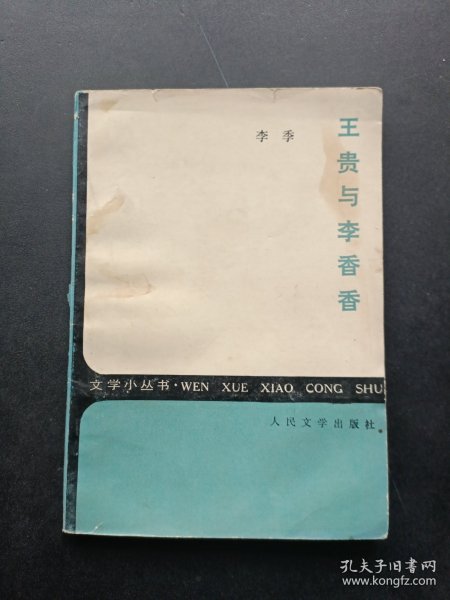 王贵与李香香
李季
文学小丛书·WEN XUE XIAO CONG SHU
人民文学出版社
孔夫子旧书网
www.kongfz.com